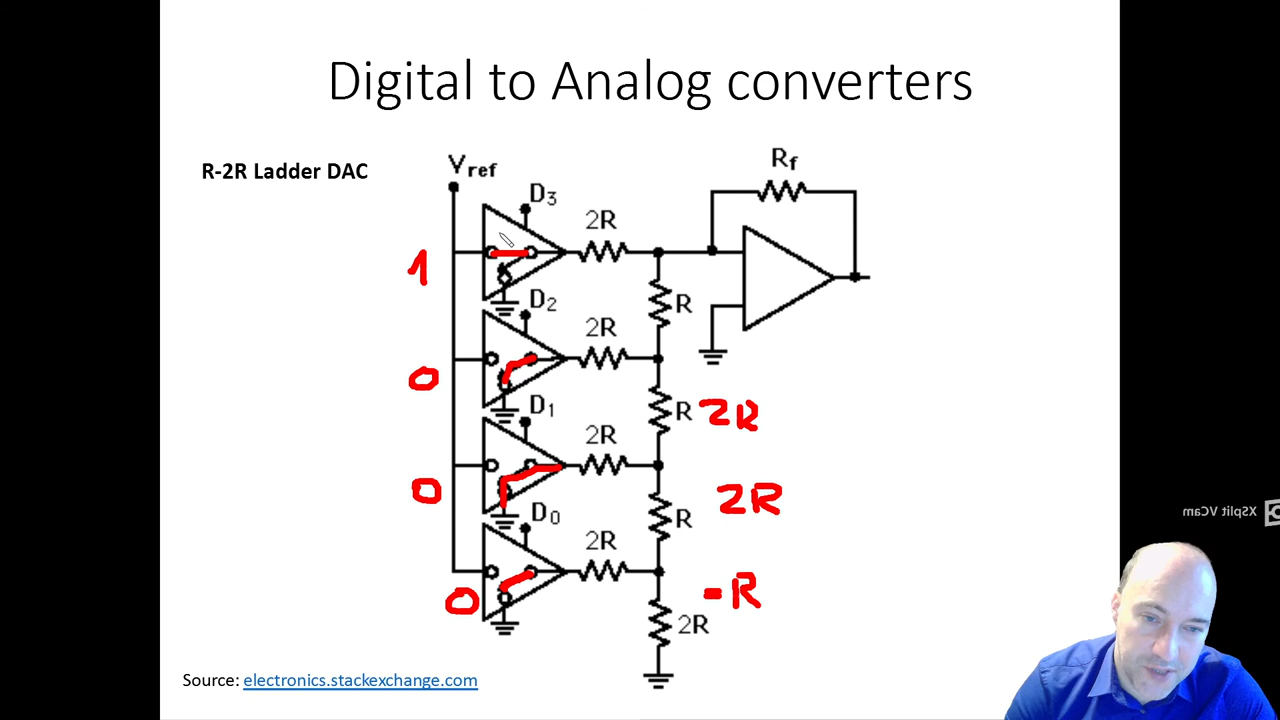 Digital to Analog converters
R-2R Ladder DAC
Vref
Rf
D3
2R
1
R
D2
2R
0
R 2R
D1
2R
0
R 2R
D0
2R
0
=R
2R
XSplit VCam
Source: electronics.stackexchange.com